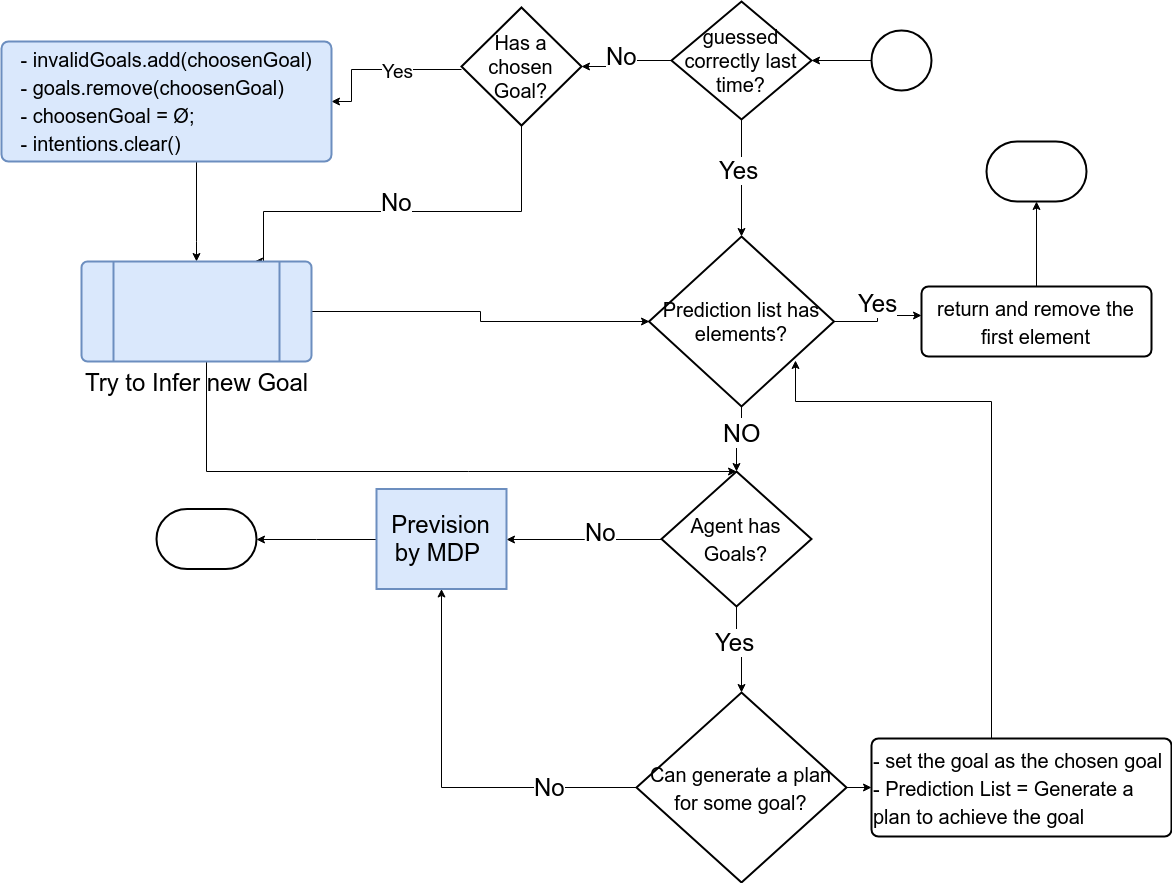 - invalidGoals.add(choosenGoal)
- goals.remove(choosenGoal)
- choosenGoal = Ø;
- intentions.clear()
Yes
Has a
chosen
Goal?
No
guessed
correctly last
time?
No
Yes
Try to Infer new Goal
Prediction list has
elements?
Yes
return and remove the
first element
NO
Agent has
Goals?
No
Prevision
by MDP
Yes
Can generate a plan
for some goal?
No
- set the goal as the chosen goal
- Prediction List = Generate a
plan to achieve the goal